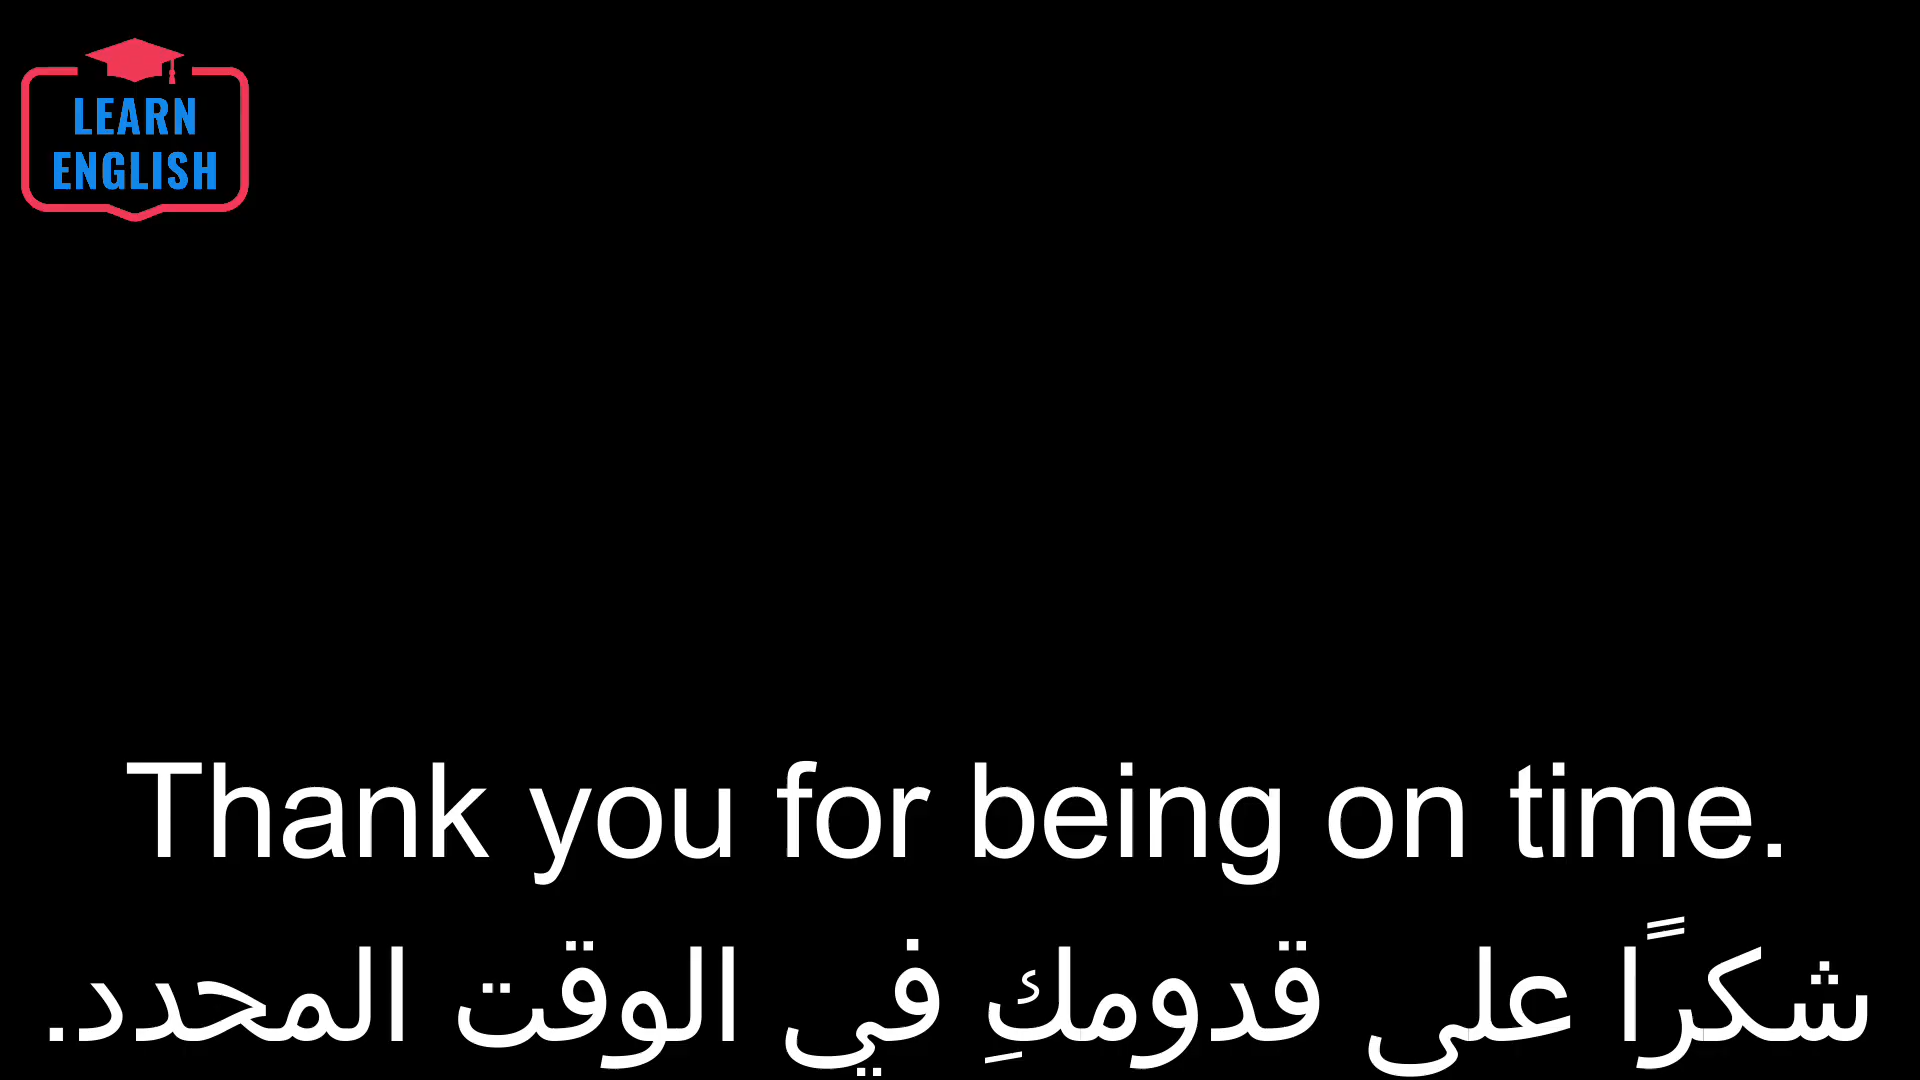 LEARN
ENGLISH
Thank you for being on time.
شكرًا على قدومكِ في الوقت المحدد.